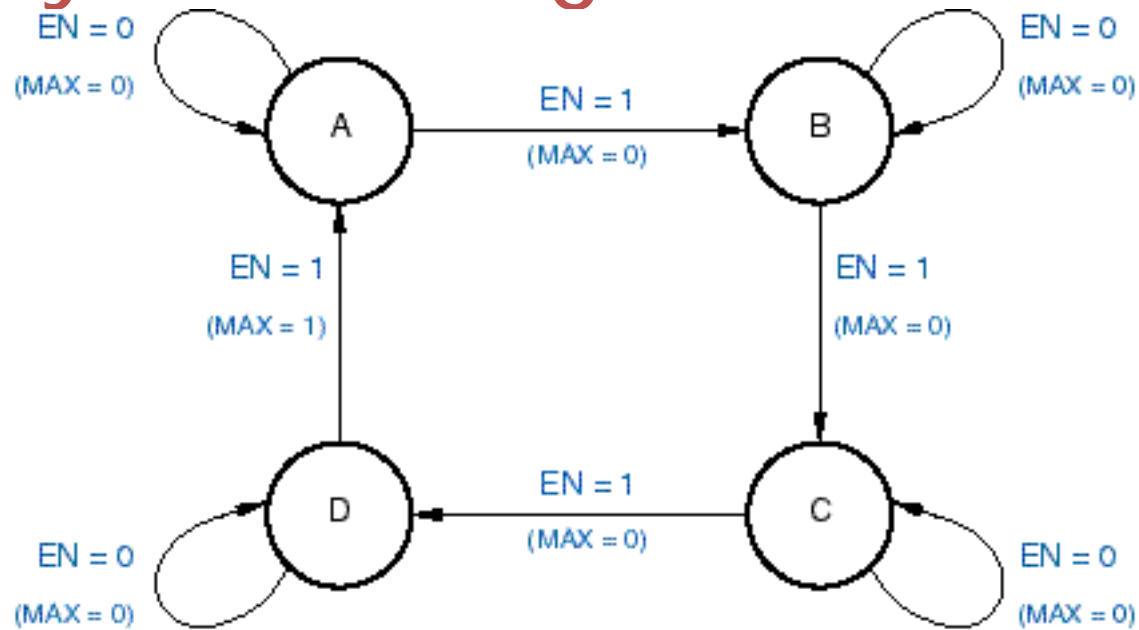 EN = 0
(MAX = 0)
A
EN = 1
(MAX = 0)
B
EN = 0
(MAX = 0)
EN = 1
(MAX = 1)
EN = 1
(MAX = 0)
EN = 0
(MAX = 0)
D
EN = 1
(MAX = 0)
C
EN = 0
(MAX = 0)